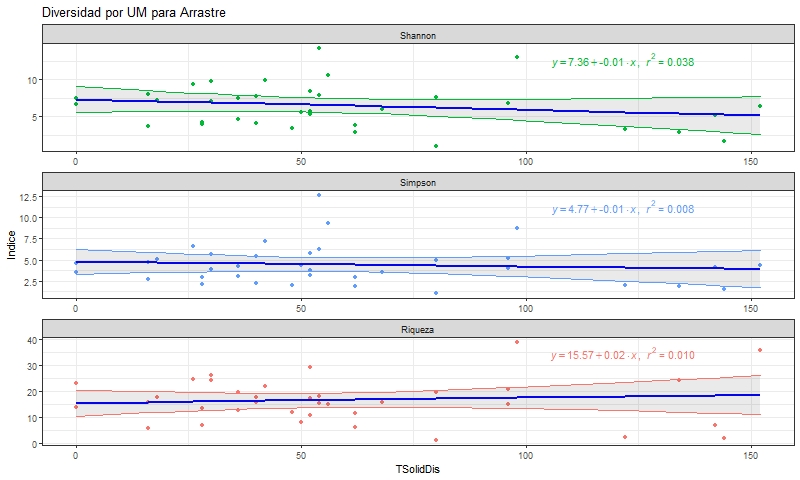 Diversidad por UM para Arrastre
Shannon
y = 7.36 + -0.01 · x, r² = 0.038
10
5
0
50
100
150
Simpson
y = 4.77 + -0.01 · x, r² = 0.008
12.5
10.0
7.5
5.0
2.5
0
50
100
150
Indice
Riqueza
y = 15.57 + 0.02 · x, r² = 0.010
40
30
20
10
0
0
50
100
150
TSolidDis